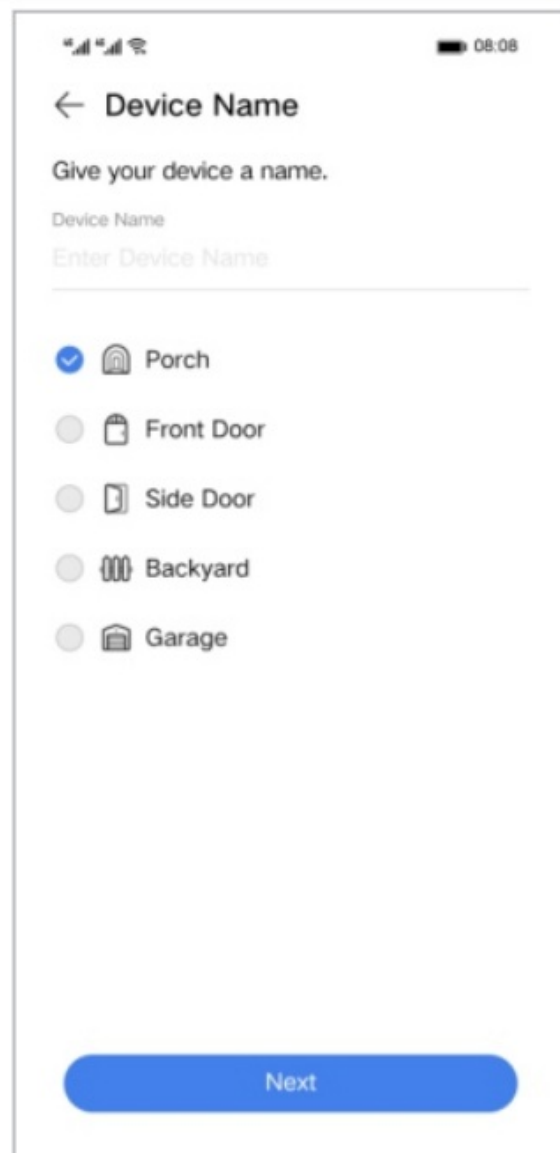 08:08
Device Name
Give your device a name.
Device Name
Enter Device Name
Porch
Front Door
Side Door
Backyard
Garage
Next